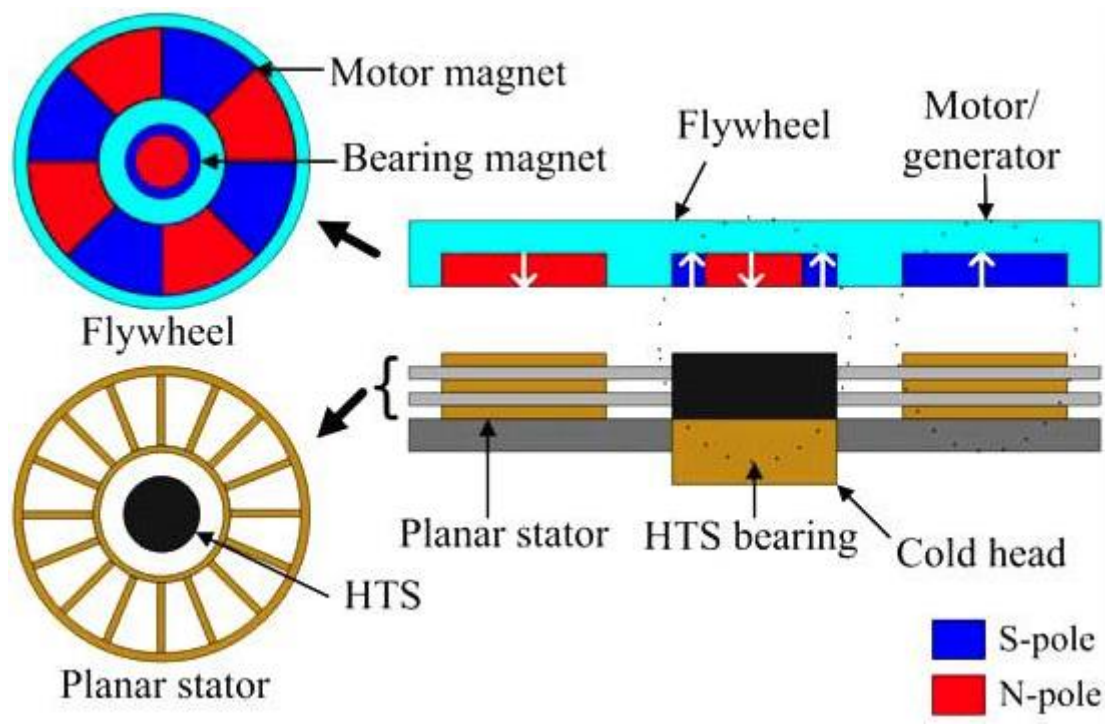 Motor magnet
Bearing magnet
Flywheel
Flywheel
Motor/
generator
Planar stator
HTS bearing
Cold head
HTS
Planar stator
S-pole
N-pole